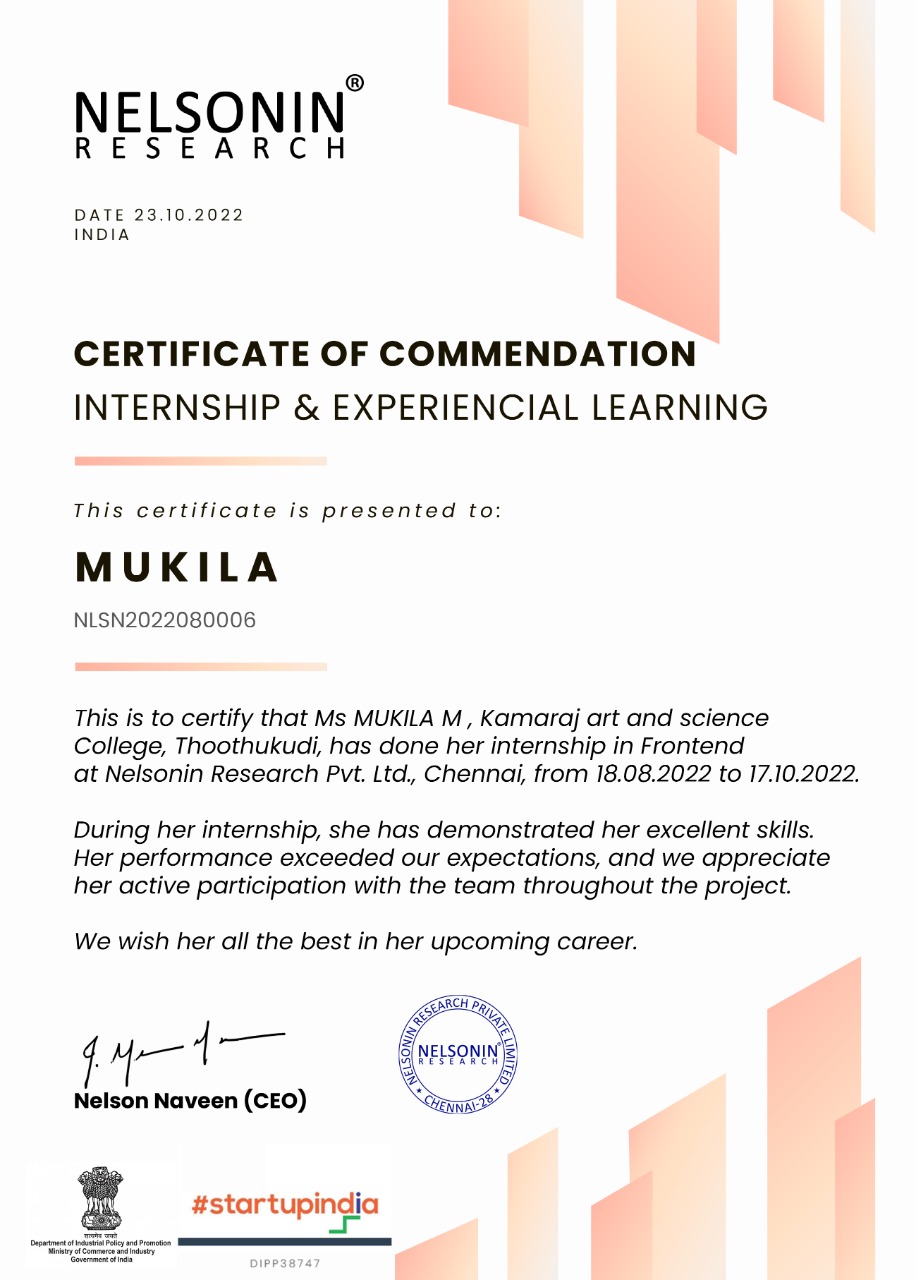 NELSONIN®
RESEARCH
DATE 23.10.2022
INDIA
CERTIFICATE OF COMMENDATION
INTERNSHIP & EXPERIENCIAL LEARNING
This certificate is presented to:
MUKILA
NLSN2022080006
This is to certify that Ms MUKILA M , Kamaraj art and science
College, Thoothukudi, has done her internship in Frontend
at Nelsonin Research Pvt. Ltd., Chennai, from 18.08.2022 to 17.10.2022.
During her internship, she has demonstrated her excellent skills.
Her performance exceeded our expectations, and we appreciate
her active participation with the team throughout the project.
We wish her all the best in her upcoming career.
NELSONIN RESEARCH PRIVATE LIMITED
NELSONIN®
RESEARCH
★ CHENNAI-28 ★
Nelson Naveen (CEO)
सत्यमेव जयते
Department of Industrial Policy and Promotion
Ministry of Commerce and Industry
Government of India
#startupindia
DIPP38747